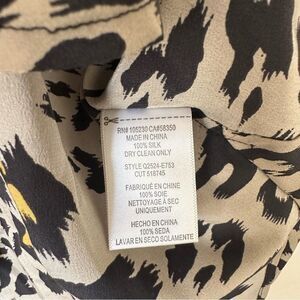 RN# 105230 CA#58350
MADE IN CHINA
100% SILK
DRY CLEAN ONLY
STYLE Q2524-E753
CUT 518745
FABRIQUÉ EN CHINE
100% SOIE
NETTOYAGE À SEC
UNIQUEMENT
HECHO EN CHINA
100% SEDA
LAVAR EN SECO SOLAMENTE